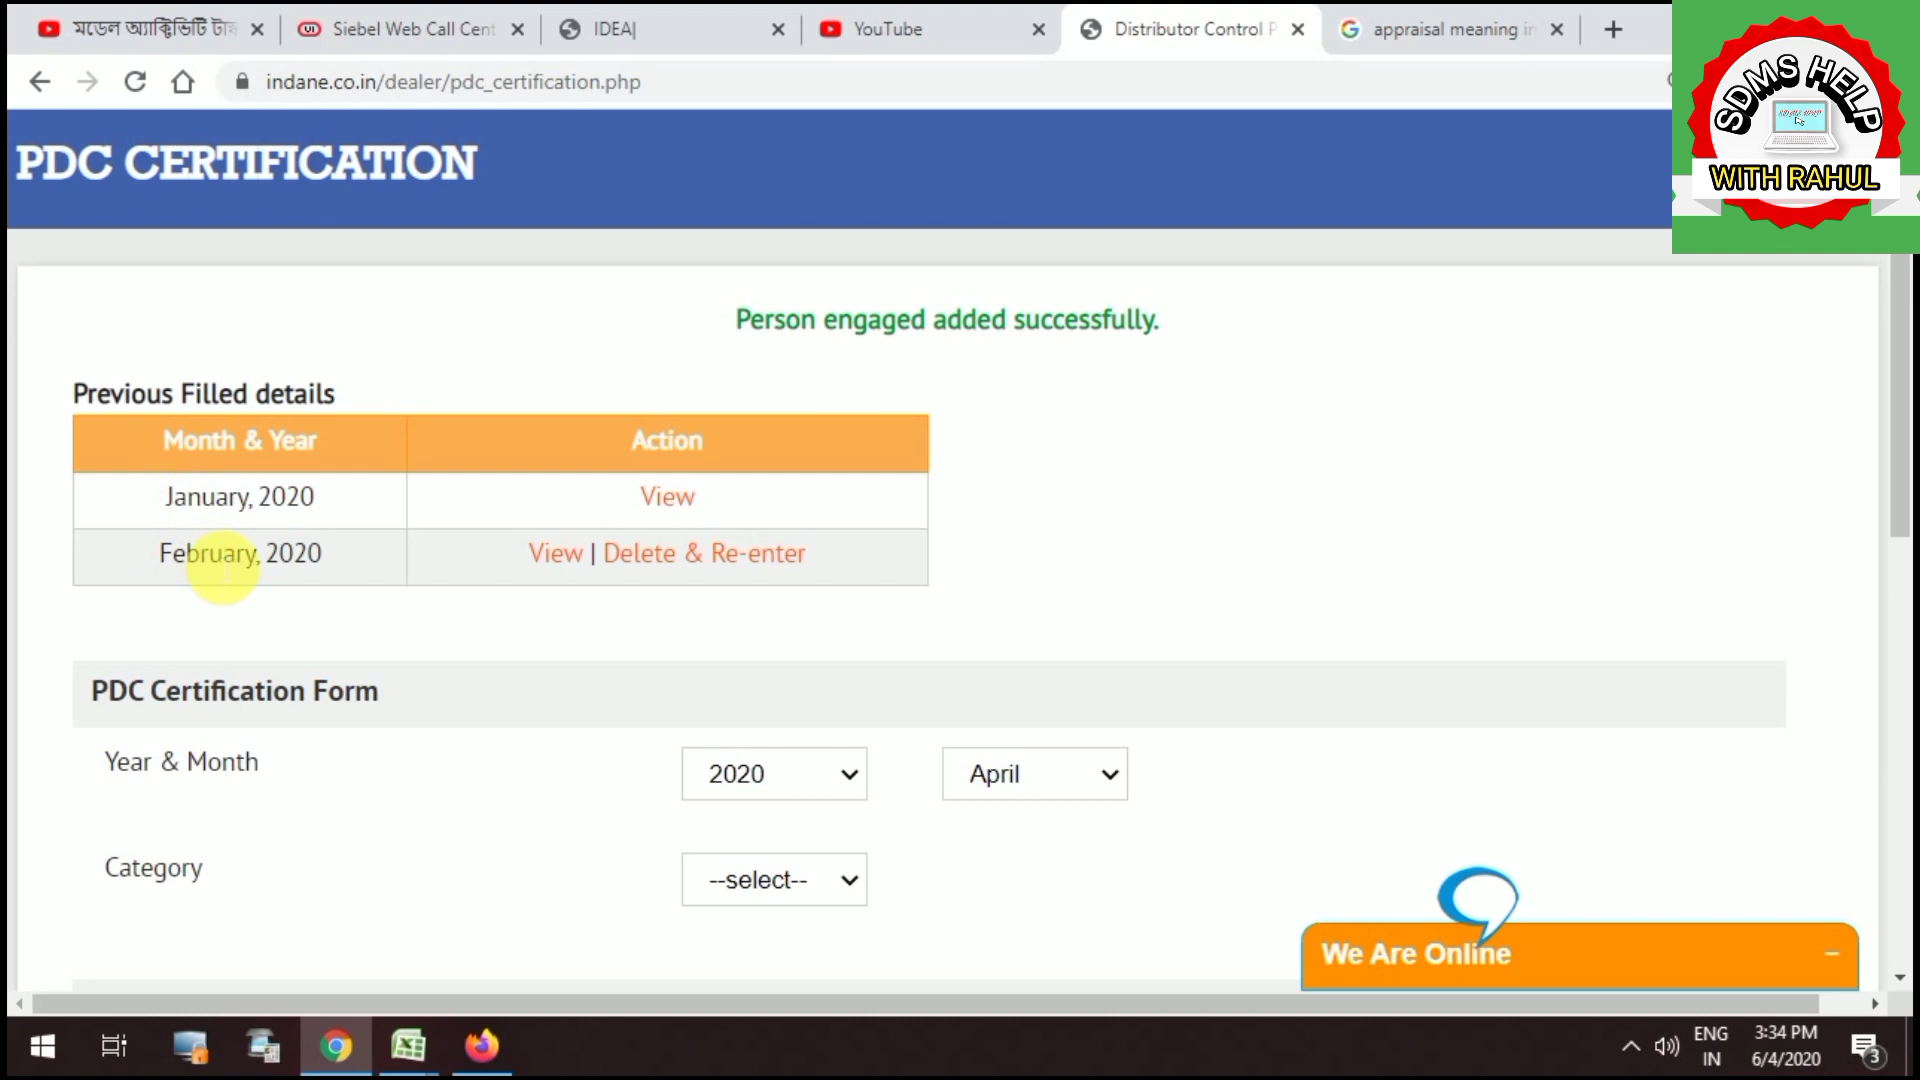 মডেল অ্যাক্টিভিটি টাস্ক
Siebel Web Call Cent
IDEA|
YouTube
Distributor Control P
appraisal meaning in
indane.co.in/dealer/pdc_certification.php
SDMS HELP
WITH RAHUL
PDC CERTIFICATION
Person engaged added successfully.
Previous Filled details
Month & Year Action
January, 2020 View
February, 2020 View | Delete & Re-enter
PDC Certification Form
Year & Month 2020 April
Category --select--
We Are Online
ENG 3:34 PM
IN 6/4/2020
3